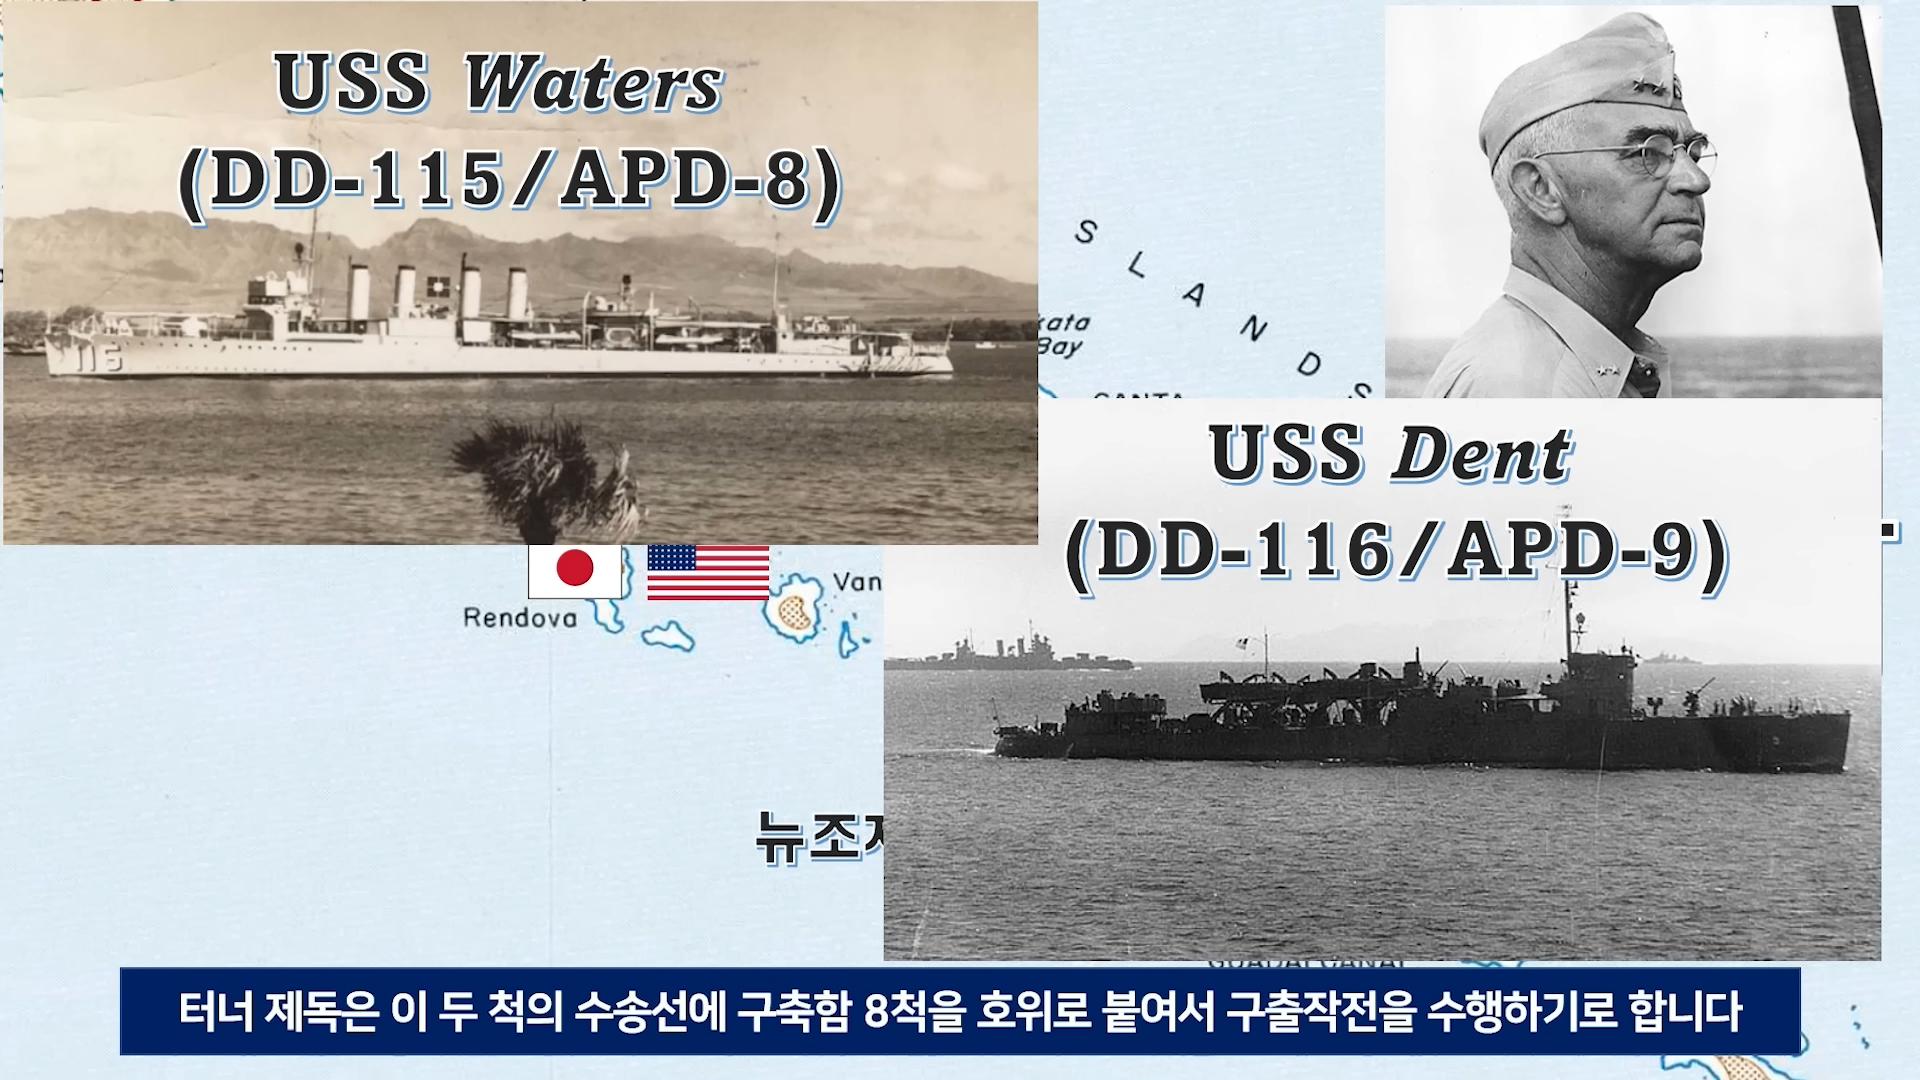 USS Waters
(DD-115/APD-8)
115
SLANDS
kata
Bay
USS Dent
(DD-116/APD-9)
Van
Rendova
뉴조
터너 제독은 이 두 척의 수송선에 구축함 8척을 호위로 붙여서 구출작전을 수행하기로 합니다